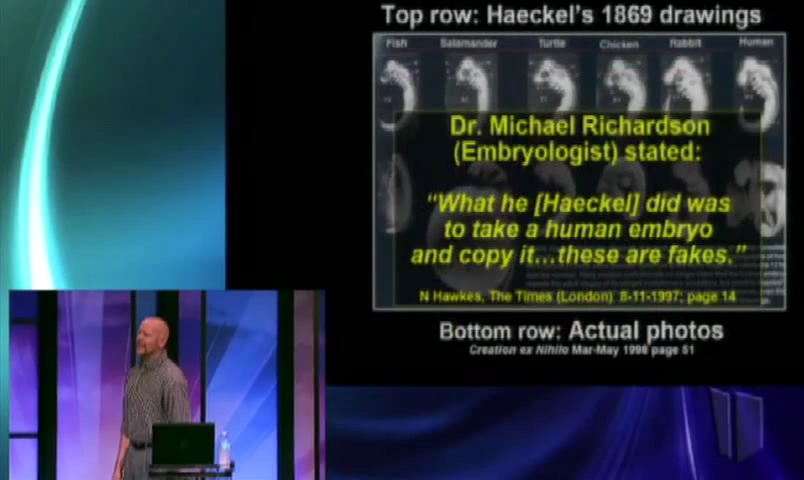 Top row: Haeckel's 1869 drawings
Fish Salamander Turtle Chicken Rabbit Human
Dr. Michael Richardson
(Embryologist) stated:
"What he [Haeckel] did was
to take a human embryo
and copy it...these are fakes."
N Hawkes, The Times (London) 8-11-1997; page 14
Bottom row: Actual photos
Creation ex Nihilo Mar-May 1998 page 51